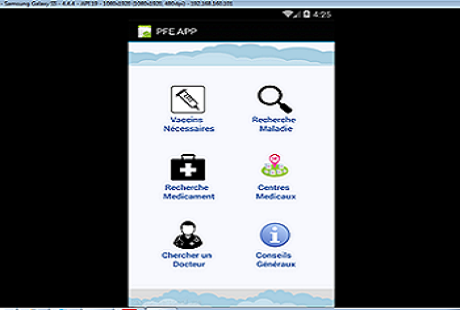 - Samsung Galaxy S5 - 4.4.4 - API 19 - 1080x1920 (1080x1920, 480dpi) - 192.168.160.101
4:25
PFE APP
Vaccins Nécessaires
Recherche Maladie
Recherche Medicament
Centres Medicaux
Chercher un Docteur
Conseils Généraux